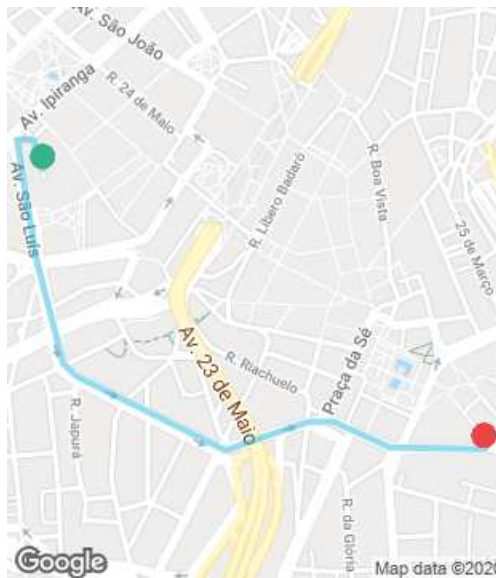 Av. São João
Av. Ipiranga
R. 24 de Maio
Av. São Luís
R. Líbero Badaró
R. Boa Vista
25 de Março
Av. 23 de Maio
R. Riachuelo
Praça da Sé
R. Japurá
R. da Glória
Google
Map data ©2020